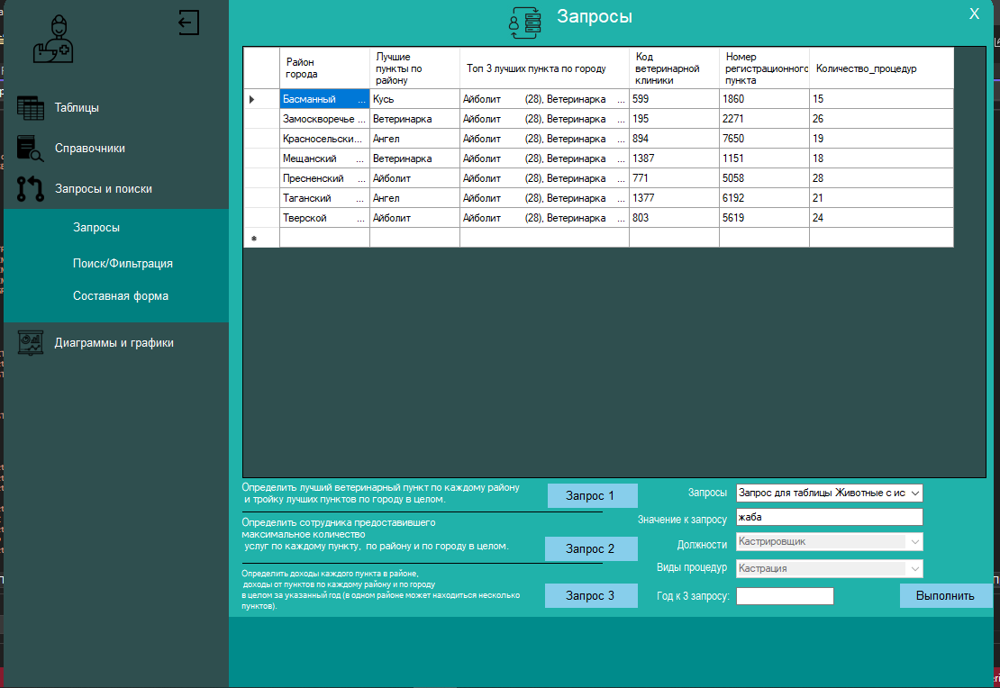 Запросы
X
Таблицы
Справочники
Запросы и поиски
Запросы
Поиск/Фильтрация
Составная форма
Диаграммы и графики
Район
города
Лучшие
пункты по
району
Топ 3 лучших пункта по городу
Код
ветеринарной
клиники
Номер
регистрационного
пункта
Количество_процедур
Басманный ... Кусь Айболит (28), Ветеринарка ... 599 1860 15
Замоскворечье ... Ветеринарка Айболит (28), Ветеринарка ... 195 2271 26
Красносельски... Ангел Айболит (28), Ветеринарка ... 894 7650 19
Мещанский ... Ветеринарка Айболит (28), Ветеринарка ... 1387 1151 18
Пресненский ... Айболит Айболит (28), Ветеринарка ... 771 5058 28
Таганский ... Ангел Айболит (28), Ветеринарка ... 1377 6192 21
Тверской ... Айболит Айболит (28), Ветеринарка ... 803 5619 24
Определить лучший ветеринарный пункт по каждому району
и тройку лучших пунктов по городу в целом.
Запрос 1
Определить сотрудника предоставившего
максимальное количество
услуг по каждому пункту, по району и по городу в целом.
Запрос 2
Определить доходы каждого пункта в районе,
доходы от пунктов по каждому району и по городу
в целом за указанный год (в одном районе может находиться несколько
пунктов).
Запрос 3
Запросы
Запрос для таблицы Животные с ис
Значение к запросу
жаба
Должности
Кастрировщик
Виды процедур
Кастрация
Год к 3 запросу:
Выполнить